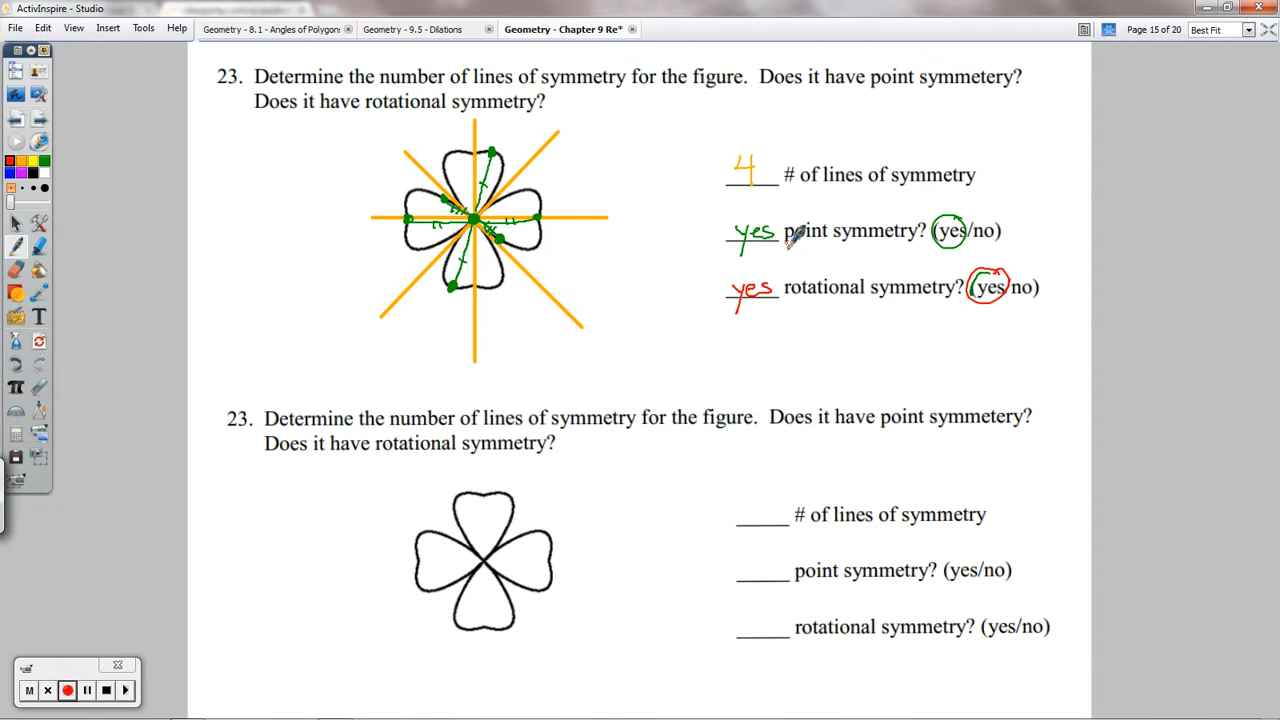 ActivInspire - Studio
File Edit View Insert Tools Help
Geometry - 8.1 - Angles of Polygon
Geometry - 9.5 - Dilations
Geometry - Chapter 9 Re*
Page 15 of 20
Best Fit
23. Determine the number of lines of symmetry for the figure. Does it have point symmetery?
Does it have rotational symmetry?
4 # of lines of symmetry
yes point symmetry? (yes/no)
yes rotational symmetry? (yes/no)
23. Determine the number of lines of symmetry for the figure. Does it have point symmetery?
Does it have rotational symmetry?
_____ # of lines of symmetry
_____ point symmetry? (yes/no)
_____ rotational symmetry? (yes/no)
M